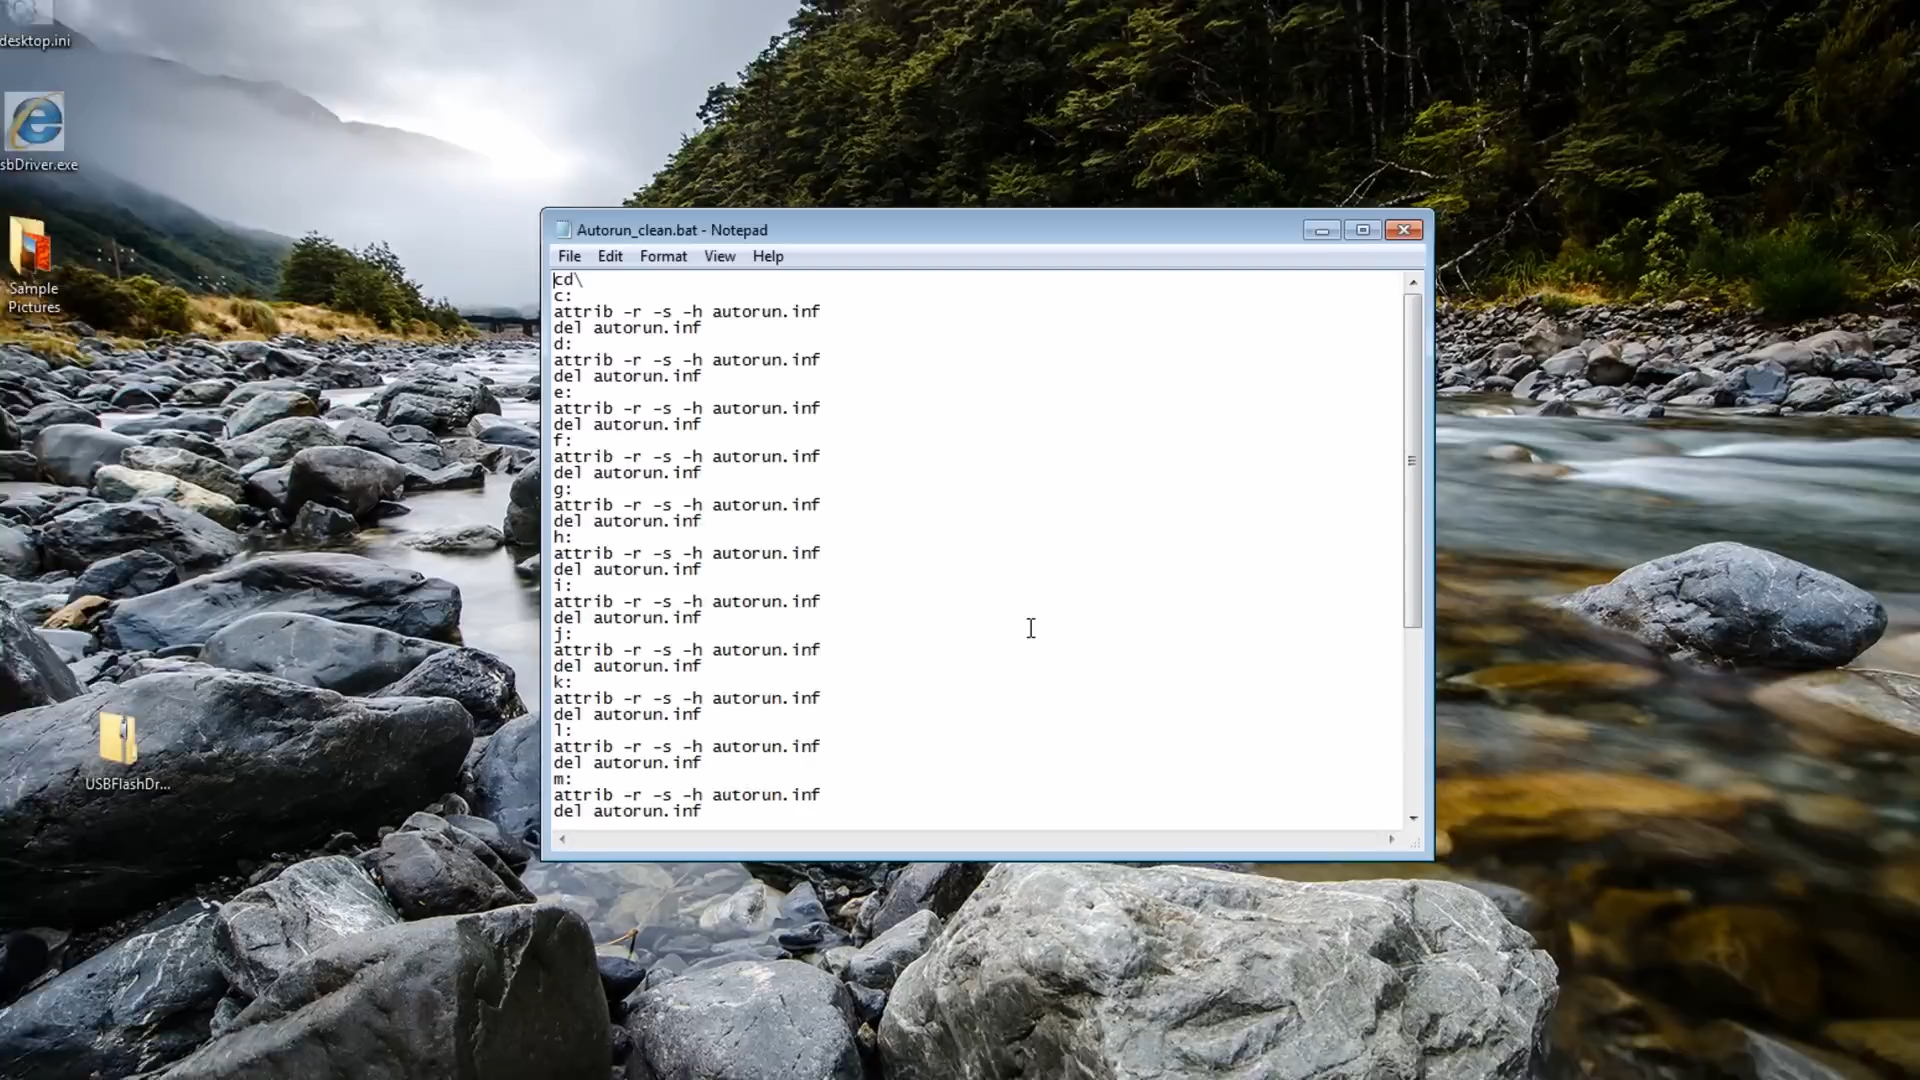 desktop.ini
sbDriver.exe
Sample
Pictures
USBFlashDr...
Autorun_clean.bat - Notepad
File Edit Format View Help
cd\
c:
attrib -r -s -h autorun.inf
del autorun.inf
d:
attrib -r -s -h autorun.inf
del autorun.inf
e:
attrib -r -s -h autorun.inf
del autorun.inf
f:
attrib -r -s -h autorun.inf
del autorun.inf
g:
attrib -r -s -h autorun.inf
del autorun.inf
h:
attrib -r -s -h autorun.inf
del autorun.inf
i:
attrib -r -s -h autorun.inf
del autorun.inf
j:
attrib -r -s -h autorun.inf
del autorun.inf
k:
attrib -r -s -h autorun.inf
del autorun.inf
l:
attrib -r -s -h autorun.inf
del autorun.inf
m:
attrib -r -s -h autorun.inf
del autorun.inf